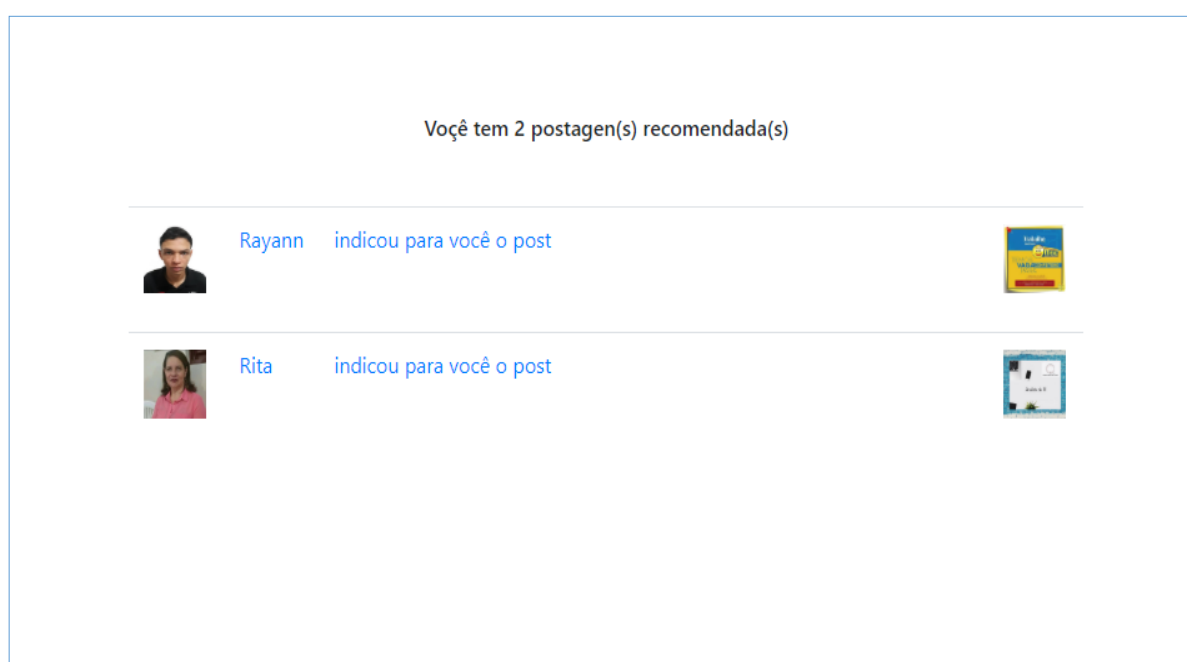 Voçê tem 2 postagen(s) recomendada(s)
Rayann indicou para você o post
Rita indicou para você o post